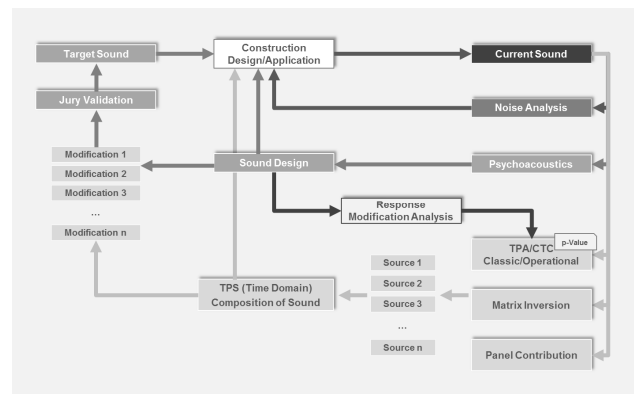 Target Sound
Construction
Design/Application
Current Sound
Jury Validation
Noise Analysis
Modification 1
Modification 2
Modification 3
...
Modification n
Sound Design
Psychoacoustics
Response
Modification Analysis
p-Value
TPA/CTC
Classic/Operational
Source 1
Source 2
Source 3
...
Source n
TPS (Time Domain)
Composition of Sound
Matrix Inversion
Panel Contribution